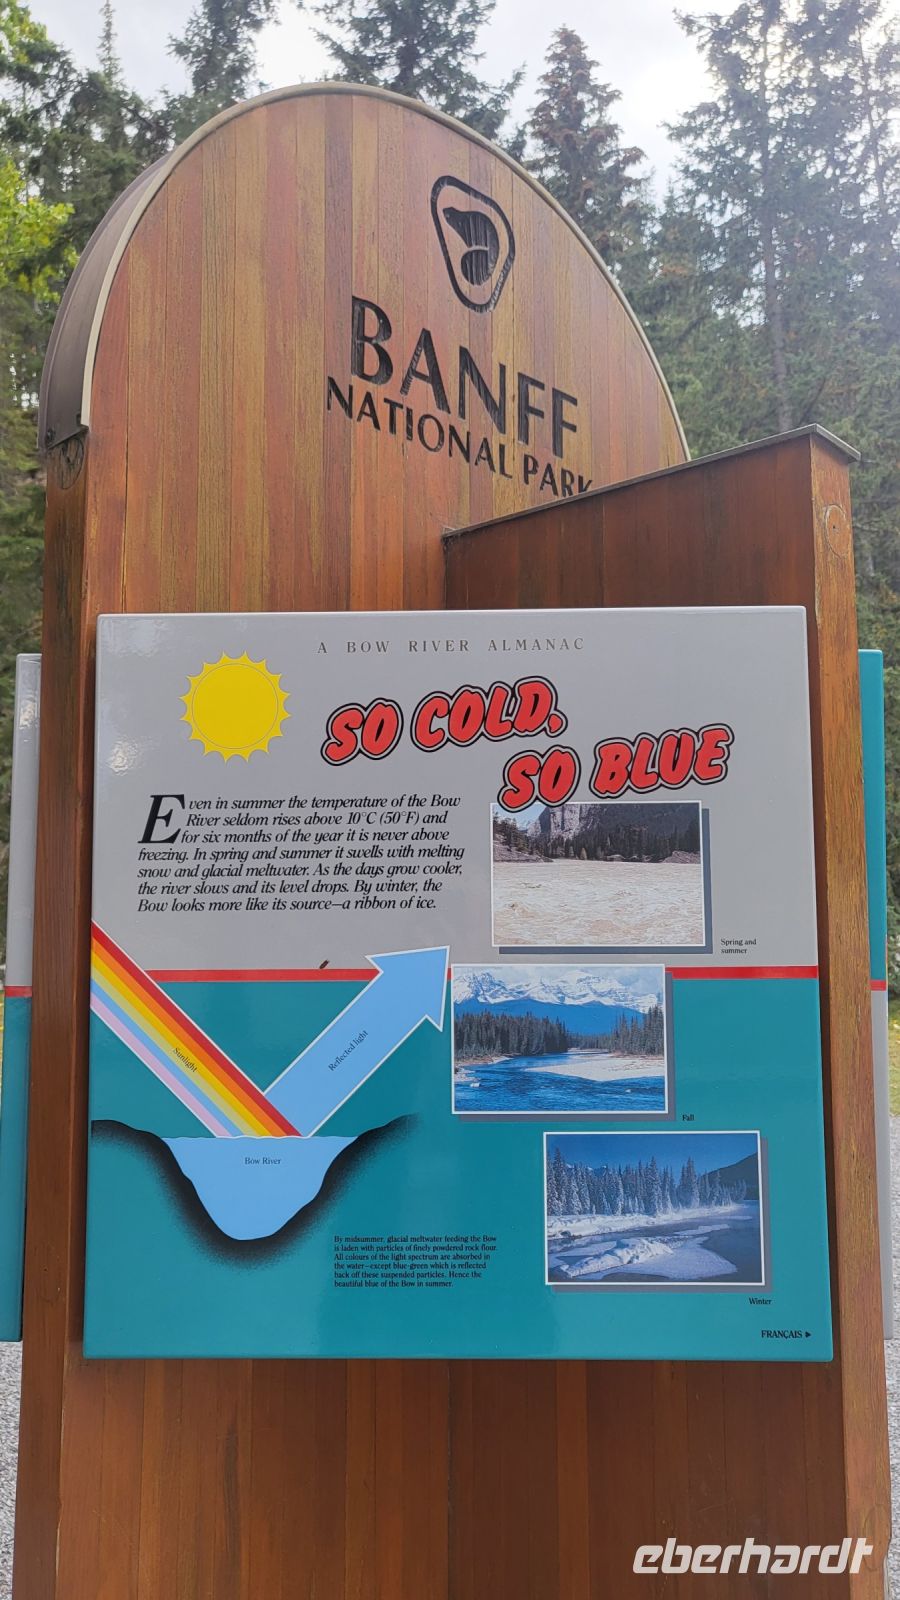 BANFF
NATIONAL PARK
A BOW RIVER ALMANAC
SO COLD,
SO BLUE
Even in summer the temperature of the Bow
River seldom rises above 10°C (50°F) and
for six months of the year it is never above
freezing. In spring and summer it swells with melting
snow and glacial meltwater. As the days grow cooler,
the river slows and its level drops. By winter, the
Bow looks more like its source—a ribbon of ice.
Spring and
summer
Sunlight
Reflected light
Fall
Bow River
By midsummer, glacial meltwater feeding the Bow
is laden with particles of finely powdered rock flour.
All colours of the light spectrum are absorbed in
the water—except blue-green which is reflected
back off these suspended particles. Hence the
beautiful blue of the Bow in summer.
Winter
FRANÇAIS
eberhardt